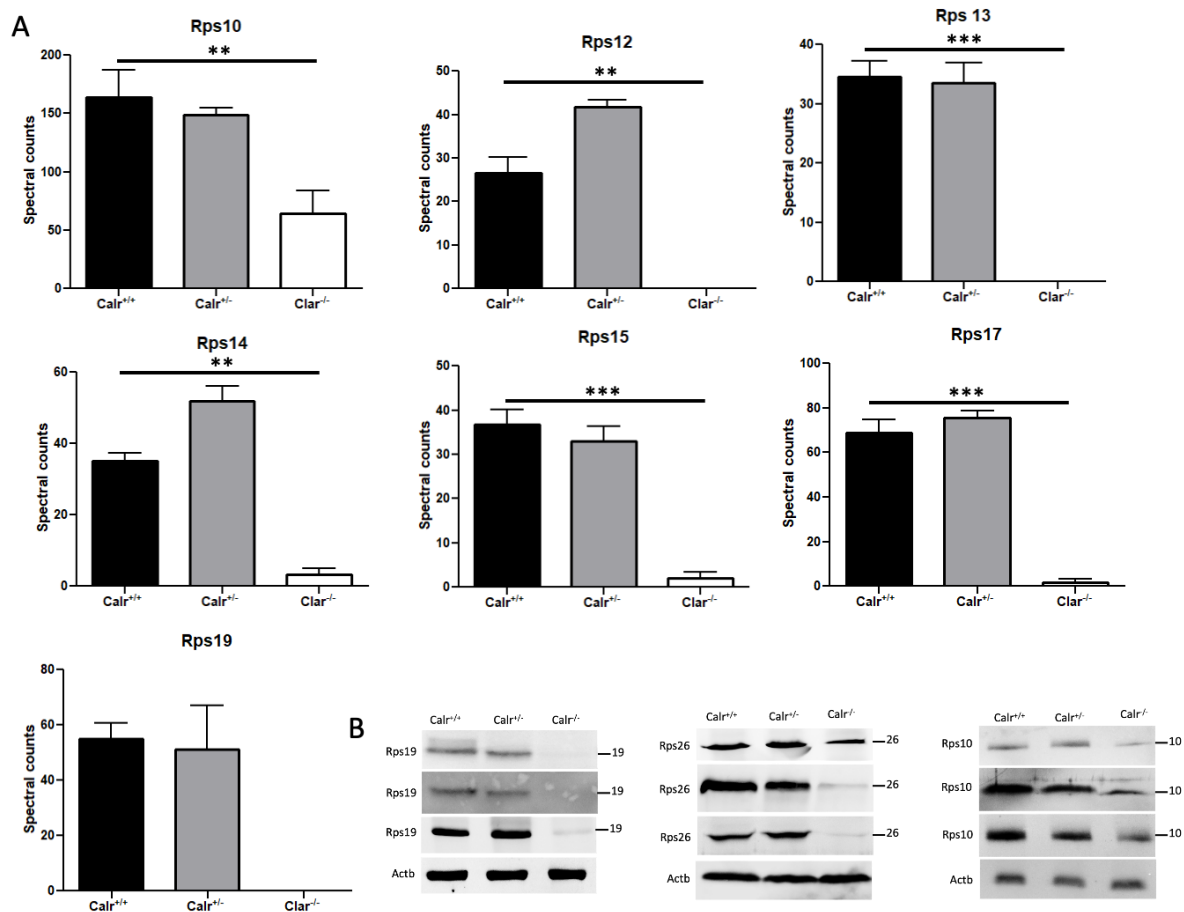 A
Rps10
**
Spectral counts
200
150
100
50
0
Calr+/+ Calr+/- Clar-/-
Rps12
**
Spectral counts
50
40
30
20
10
0
Calr+/+ Calr+/- Clar-/-
Rps 13
***
Spectral counts
40
30
20
10
0
Calr+/+ Calr+/- Clar-/-
Rps14
**
Spectral counts
60
40
20
0
Calr+/+ Calr+/- Clar-/-
Rps15
***
Spectral counts
50
40
30
20
10
0
Calr+/+ Calr+/- Clar-/-
Rps17
***
Spectral counts
100
80
60
40
20
0
Calr+/+ Calr+/- Clar-/-
Rps19
Spectral counts
80
60
40
20
0
Calr+/+ Calr+/- Clar-/-
B
Calr+/+ Calr+/- Calr-/-
Rps19 19
Rps19 19
Rps19 19
Actb
Calr+/+ Calr+/- Calr-/-
Rps26 26
Rps26 26
Rps26 26
Actb
Calr+/+ Calr+/- Calr-/-
Rps10 10
Rps10 10
Rps10 10
Actb